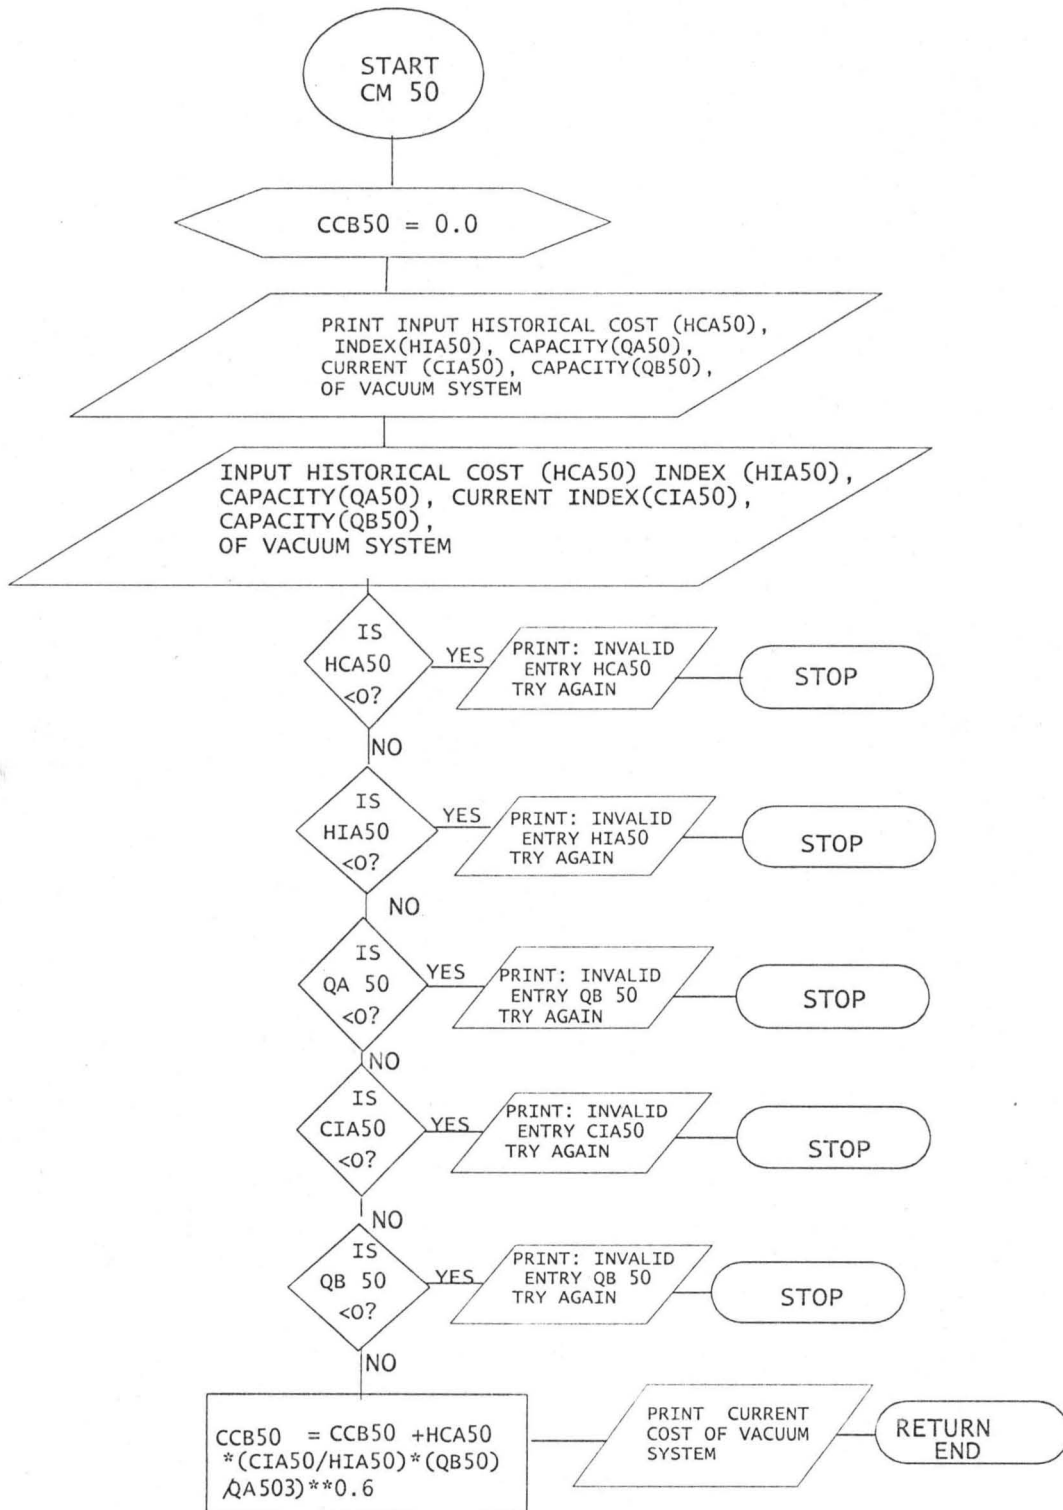 START
CM 50
CCB50 = 0.0
PRINT INPUT HISTORICAL COST (HCA50),
INDEX(HIA50), CAPACITY(QA50),
CURRENT (CIA50), CAPACITY(QB50),
OF VACUUM SYSTEM
INPUT HISTORICAL COST (HCA50) INDEX (HIA50),
CAPACITY(QA50), CURRENT INDEX(CIA50),
CAPACITY(QB50),
OF VACUUM SYSTEM
IS
HCA50
<0?
YES
PRINT: INVALID
ENTRY HCA50
TRY AGAIN
STOP
NO
IS
HIA50
<0?
YES
PRINT: INVALID
ENTRY HIA50
TRY AGAIN
STOP
NO
IS
QA 50
<0?
YES
PRINT: INVALID
ENTRY QB 50
TRY AGAIN
STOP
NO
IS
CIA50
<0?
YES
PRINT: INVALID
ENTRY CIA50
TRY AGAIN
STOP
NO
IS
QB 50
<0?
YES
PRINT: INVALID
ENTRY QB 50
TRY AGAIN
STOP
NO
CCB50 = CCB50 +HCA50
*(CIA50/HIA50)*(QB50)
/QA503)**0.6
PRINT CURRENT
COST OF VACUUM
SYSTEM
RETURN
END